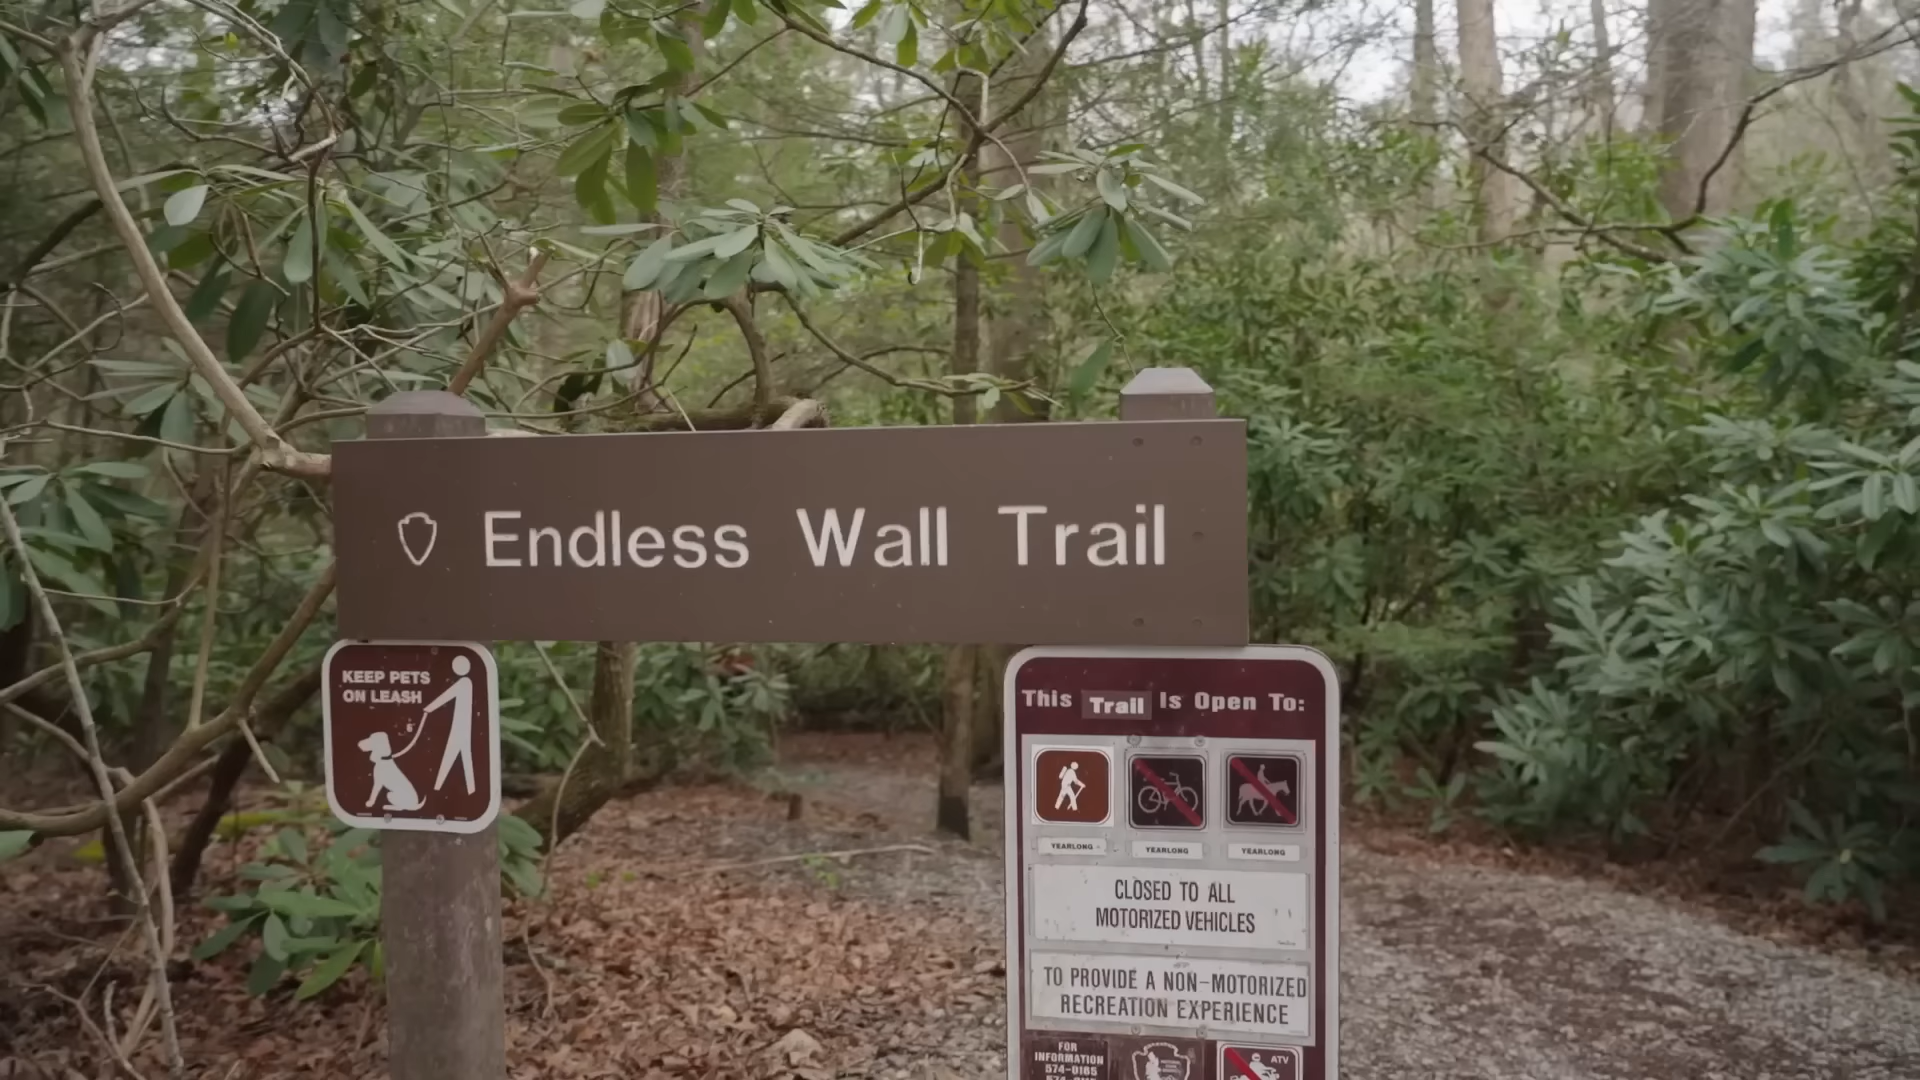 Endless Wall Trail
KEEP PETS
ON LEASH
6'
This Trail Is Open To:
YEARLONG YEARLONG YEARLONG
CLOSED TO ALL
MOTORIZED VEHICLES
TO PROVIDE A NON-MOTORIZED
RECREATION EXPERIENCE
FOR
INFORMATION
574-0165
ATV